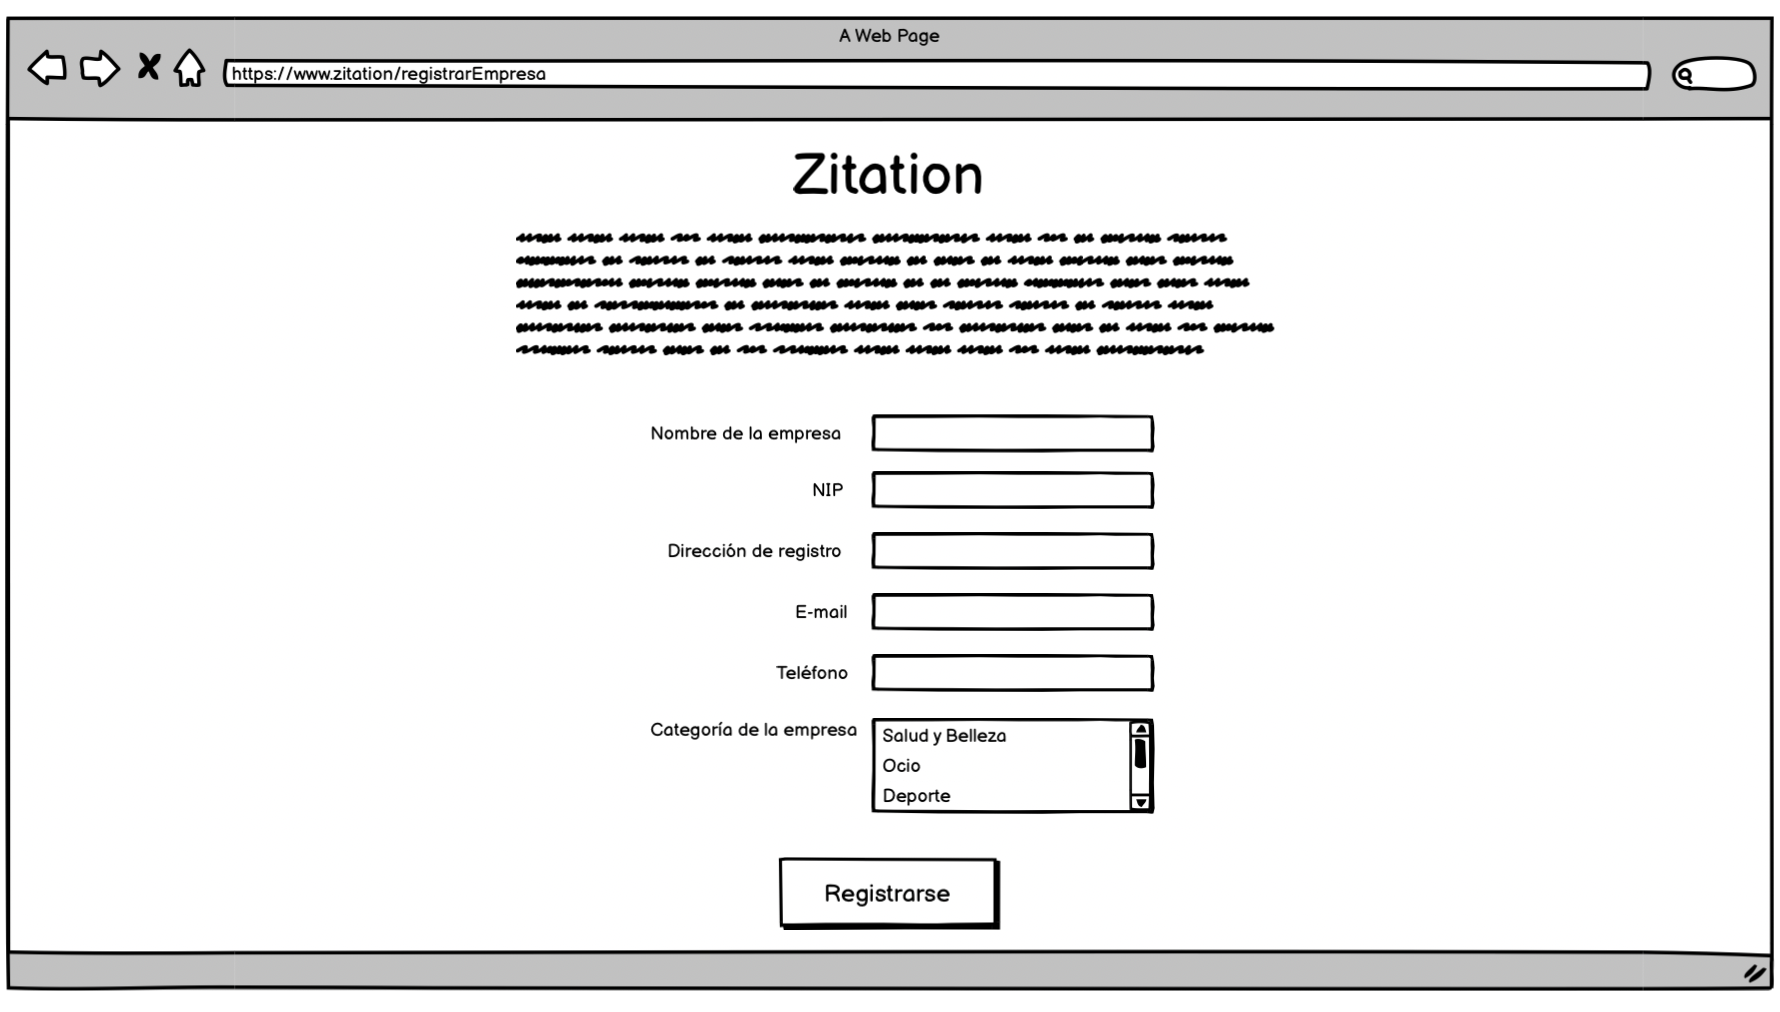 A Web Page
https://www.zitation/registrarEmpresa
Zitation
Nombre de la empresa
NIP
Dirección de registro
E-mail
Teléfono
Categoría de la empresa
Salud y Belleza
Ocio
Deporte
Registrarse